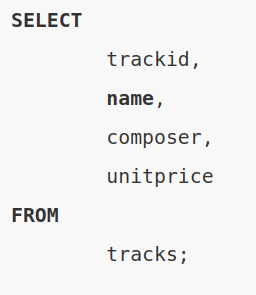 SELECT
trackid,
name,
composer,
unitprice
FROM
tracks;